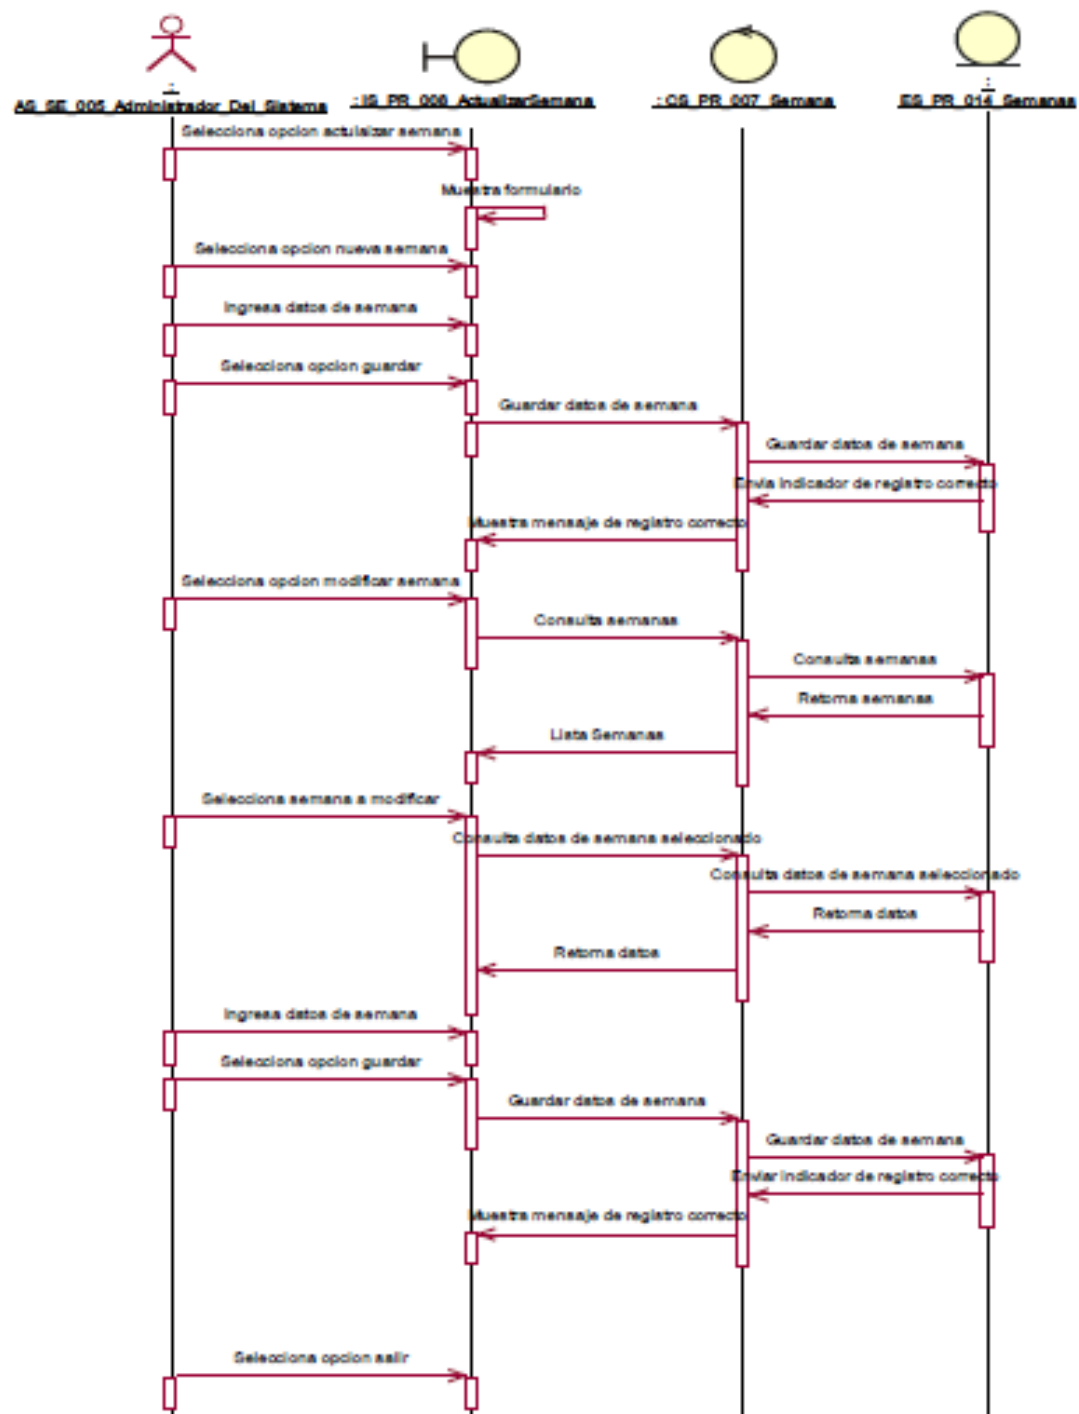 :
AS_SE_005_Administrador_Del_Sistema
: IS_PR_008_ActualizarSemana
: CS_PR_007_Semana
:
ES_PR_014_Semanas
Selecciona opcion actulaizar semana
Muestra formulario
Selecciona opcion nueva semana
Ingresa datos de semana
Selecciona opcion guardar
Guardar datos de semana
Guardar datos de semana
Envia indicador de registro correcto
Muestra mensaje de registro correcto
Selecciona opcion modificar semana
Consulta semanas
Consulta semanas
Retorna semanas
Lista Semanas
Selecciona semana a modificar
Consulta datos de semana seleccionado
Consulta datos de semana seleccionado
Retorna datos
Retorna datos
Ingresa datos de semana
Selecciona opcion guardar
Guardar datos de semana
Guardar datos de semana
Enviar indicador de registro correcto
Muestra mensaje de registro correcto
Selecciona opcion salir